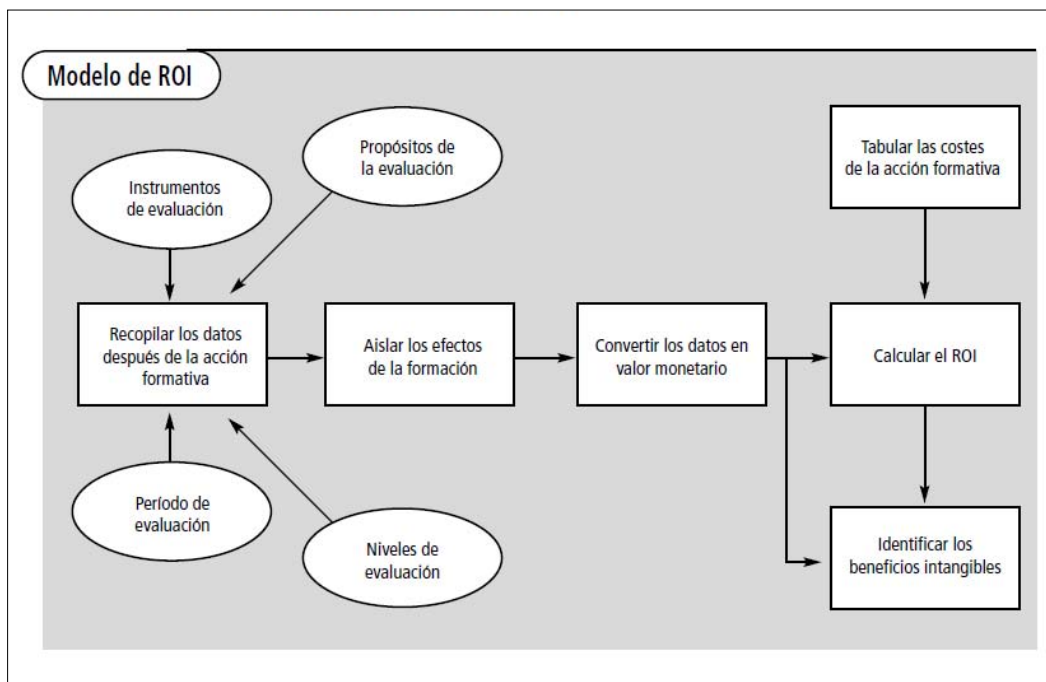 Modelo de ROI
Propósitos de
la evaluación
Tabular las costes
de la acción formativa
Instrumentos
de evaluación
Recopilar los datos
después de la acción
formativa
Aislar los efectos
de la formación
Convertir los datos en
valor monetario
Calcular el ROI
Período de
evaluación
Niveles de
evaluación
Identificar los
beneficios intangibles